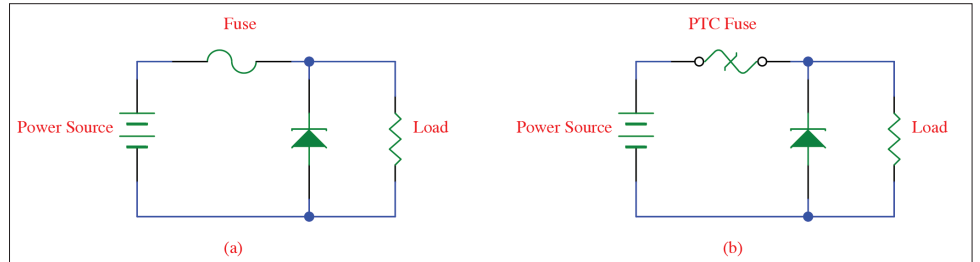 Fuse
PTC Fuse
Power Source
Load
Power Source
Load
(a)
(b)